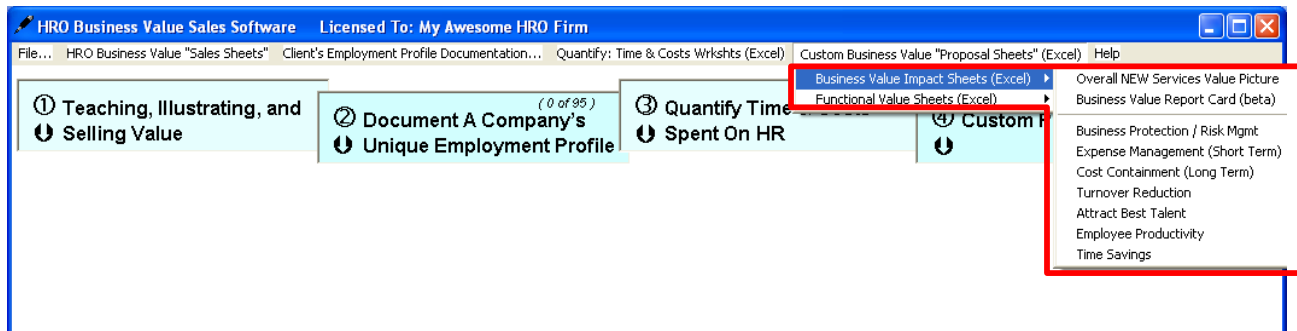 HRO Business Value Sales Software Licensed To: My Awesome HRO Firm
File... HRO Business Value "Sales Sheets" Client's Employment Profile Documentation... Quantify: Time & Costs Wrkshts (Excel) Custom Business Value "Proposal Sheets" (Excel) Help
Business Value Impact Sheets (Excel)
Functional Value Sheets (Excel)
Overall NEW Services Value Picture
Business Value Report Card (beta)
Business Protection / Risk Mgmt
Expense Management (Short Term)
Cost Containment (Long Term)
Turnover Reduction
Attract Best Talent
Employee Productivity
Time Savings
① Teaching, Illustrating, and
Selling Value
(0 of 95)
② Document A Company's
Unique Employment Profile
③ Quantify Time
Spent On HR
④ Custom